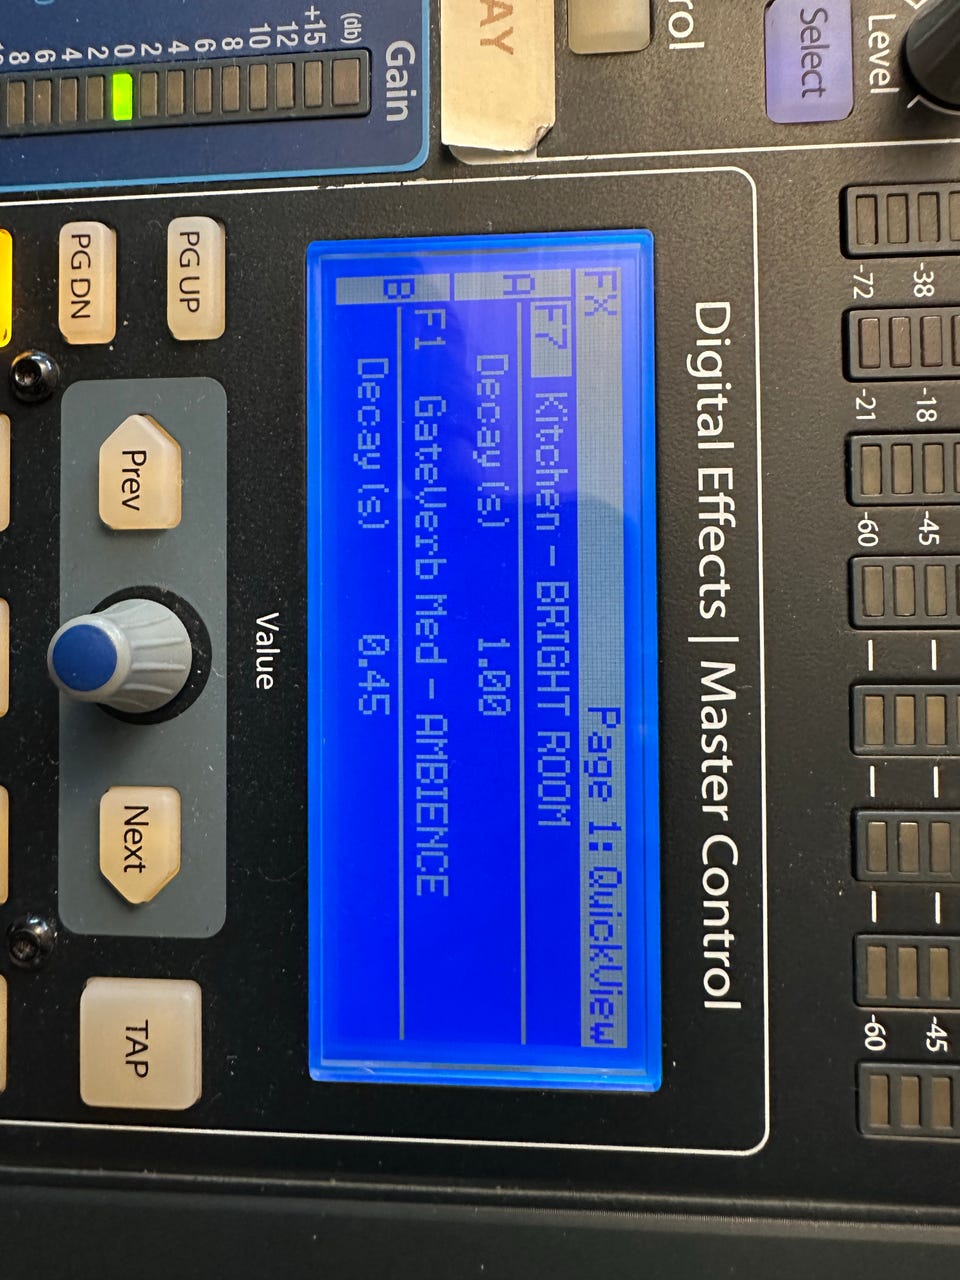 Level
Select
rol
AY
Gain
(db)
+15
12
10
8
6
4
2
0
2
4
6
8
-38
-72
-18
-21
-45
-60
-45
-60
Digital Effects | Master Control
FX Page 1: QuickView
A F7 Kitchen - BRIGHT ROOM
Decay(s) 1.00
B F1 GateVerb Med - AMBIENCE
Decay(s) 0.45
PG UP
PG DN
Value
Prev
Next
TAP